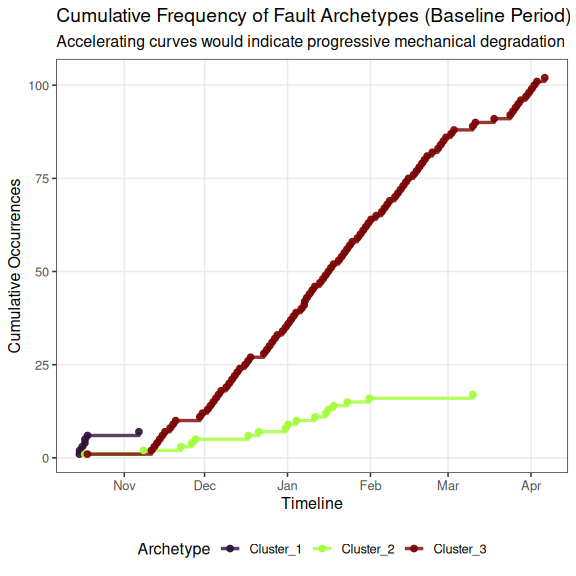 Cumulative Frequency of Fault Archetypes (Baseline Period)
Accelerating curves would indicate progressive mechanical degradation
Cumulative Occurrences
100
75
50
25
0
Nov Dec Jan Feb Mar Apr
Timeline
Archetype Cluster_1 Cluster_2 Cluster_3